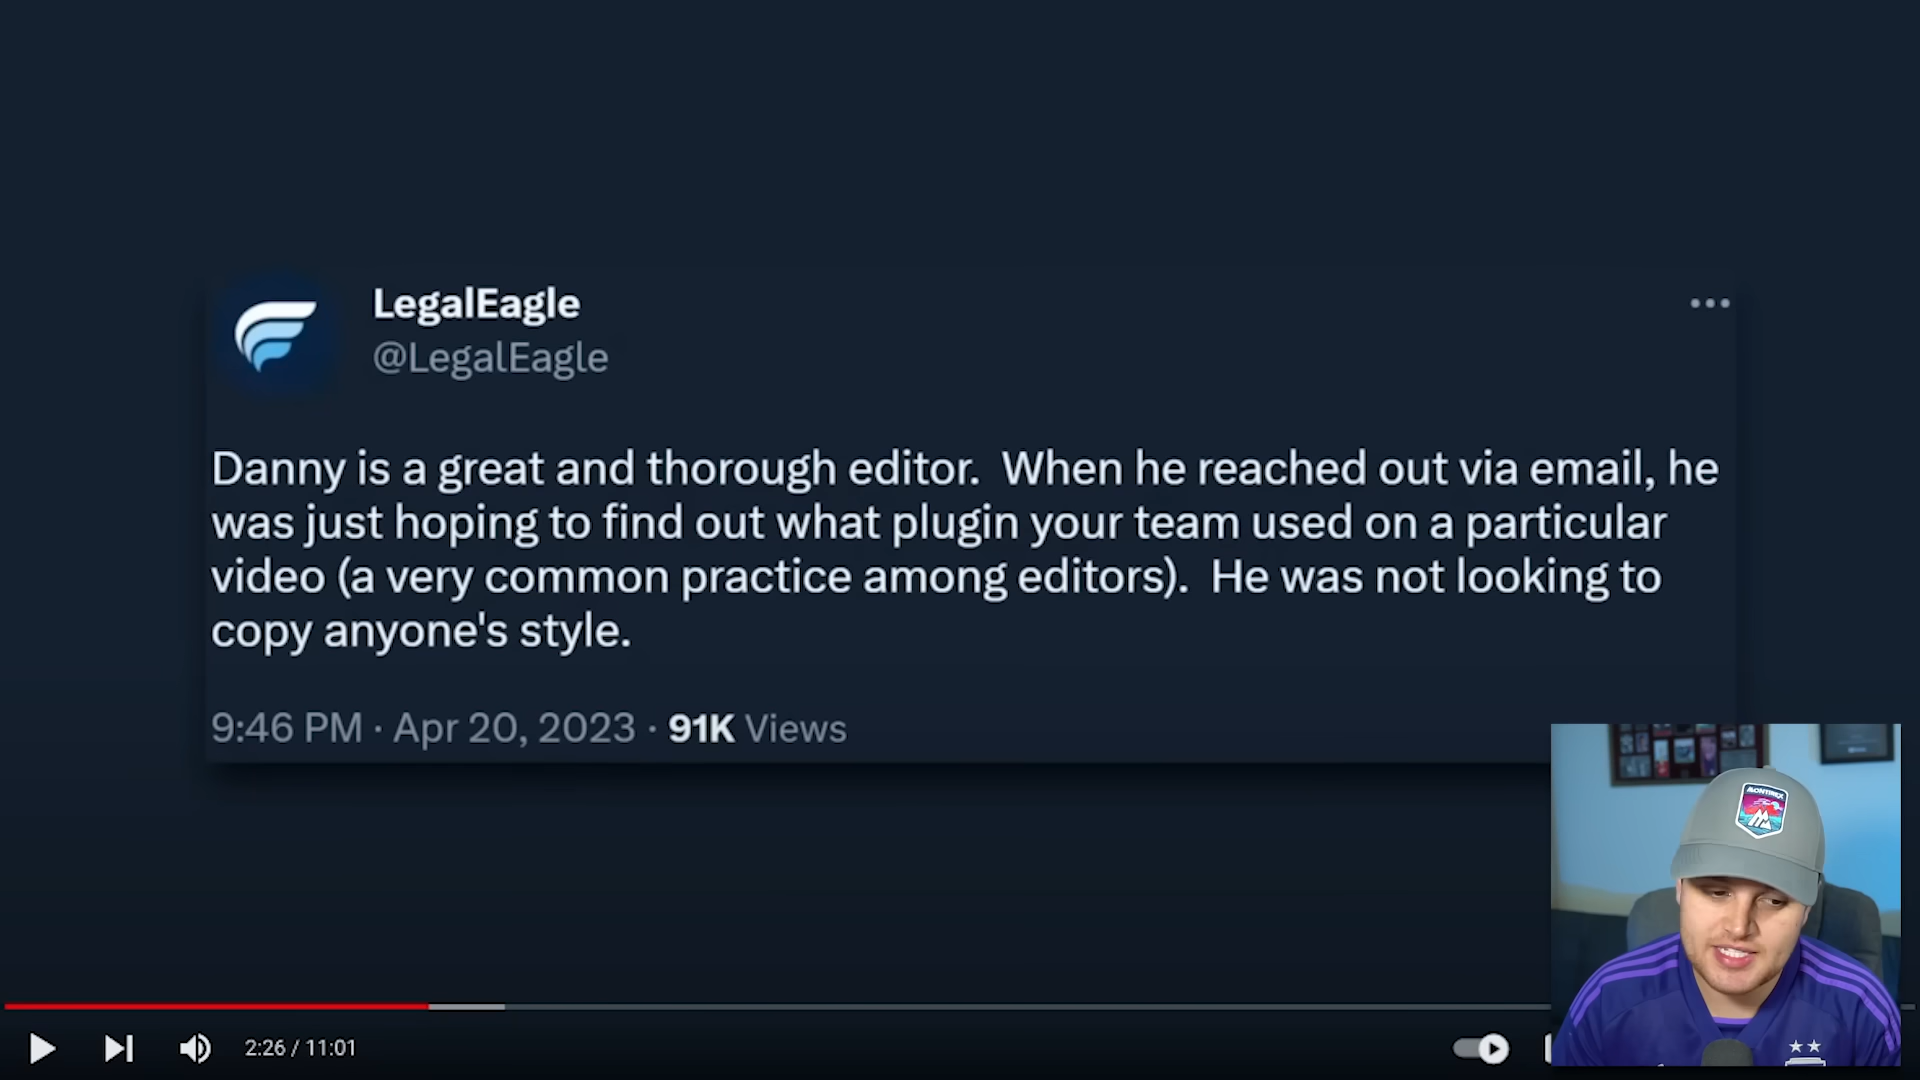 LegalEagle
@LegalEagle
Danny is a great and thorough editor.  When he reached out via email, he
was just hoping to find out what plugin your team used on a particular
video (a very common practice among editors).  He was not looking to
copy anyone's style.
9:46 PM · Apr 20, 2023 · 91K Views
MONTIREX
2:26 / 11:01